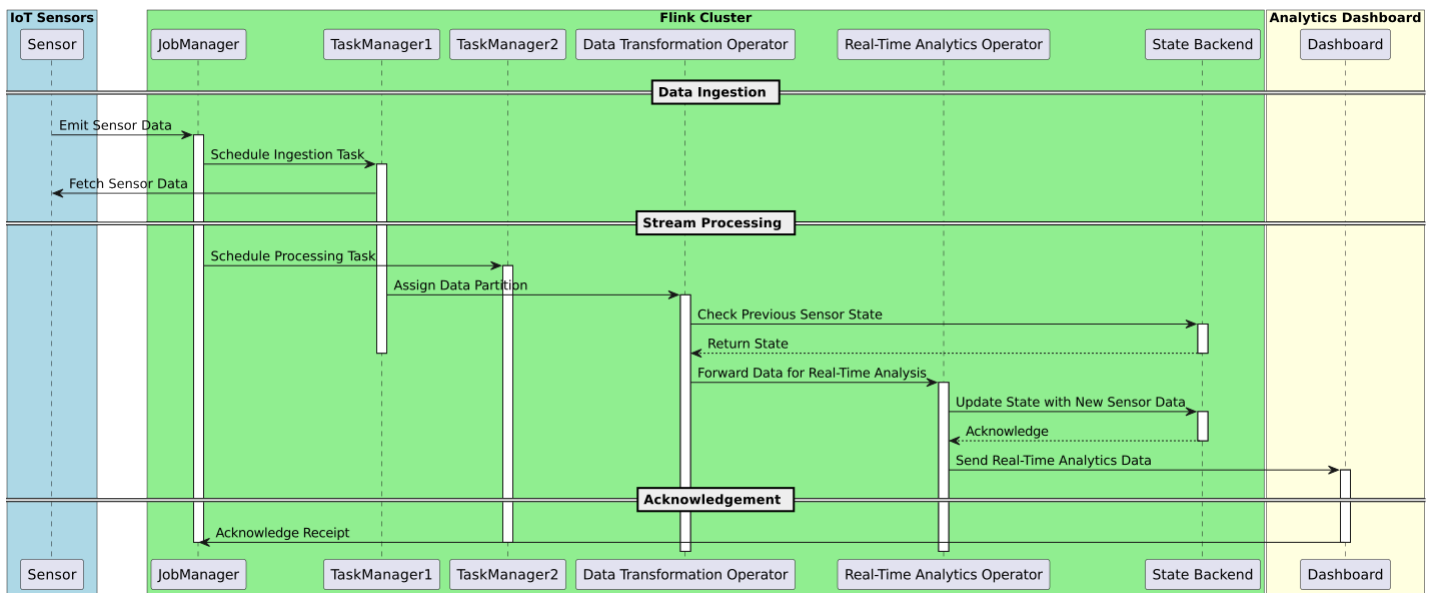 IoT Sensors
Flink Cluster
Analytics Dashboard
Sensor
JobManager
TaskManager1
TaskManager2
Data Transformation Operator
Real-Time Analytics Operator
State Backend
Dashboard
Data Ingestion
Emit Sensor Data
Schedule Ingestion Task
Fetch Sensor Data
Stream Processing
Schedule Processing Task
Assign Data Partition
Check Previous Sensor State
Return State
Forward Data for Real-Time Analysis
Update State with New Sensor Data
Acknowledge
Send Real-Time Analytics Data
Acknowledgement
Acknowledge Receipt
Sensor
JobManager
TaskManager1
TaskManager2
Data Transformation Operator
Real-Time Analytics Operator
State Backend
Dashboard